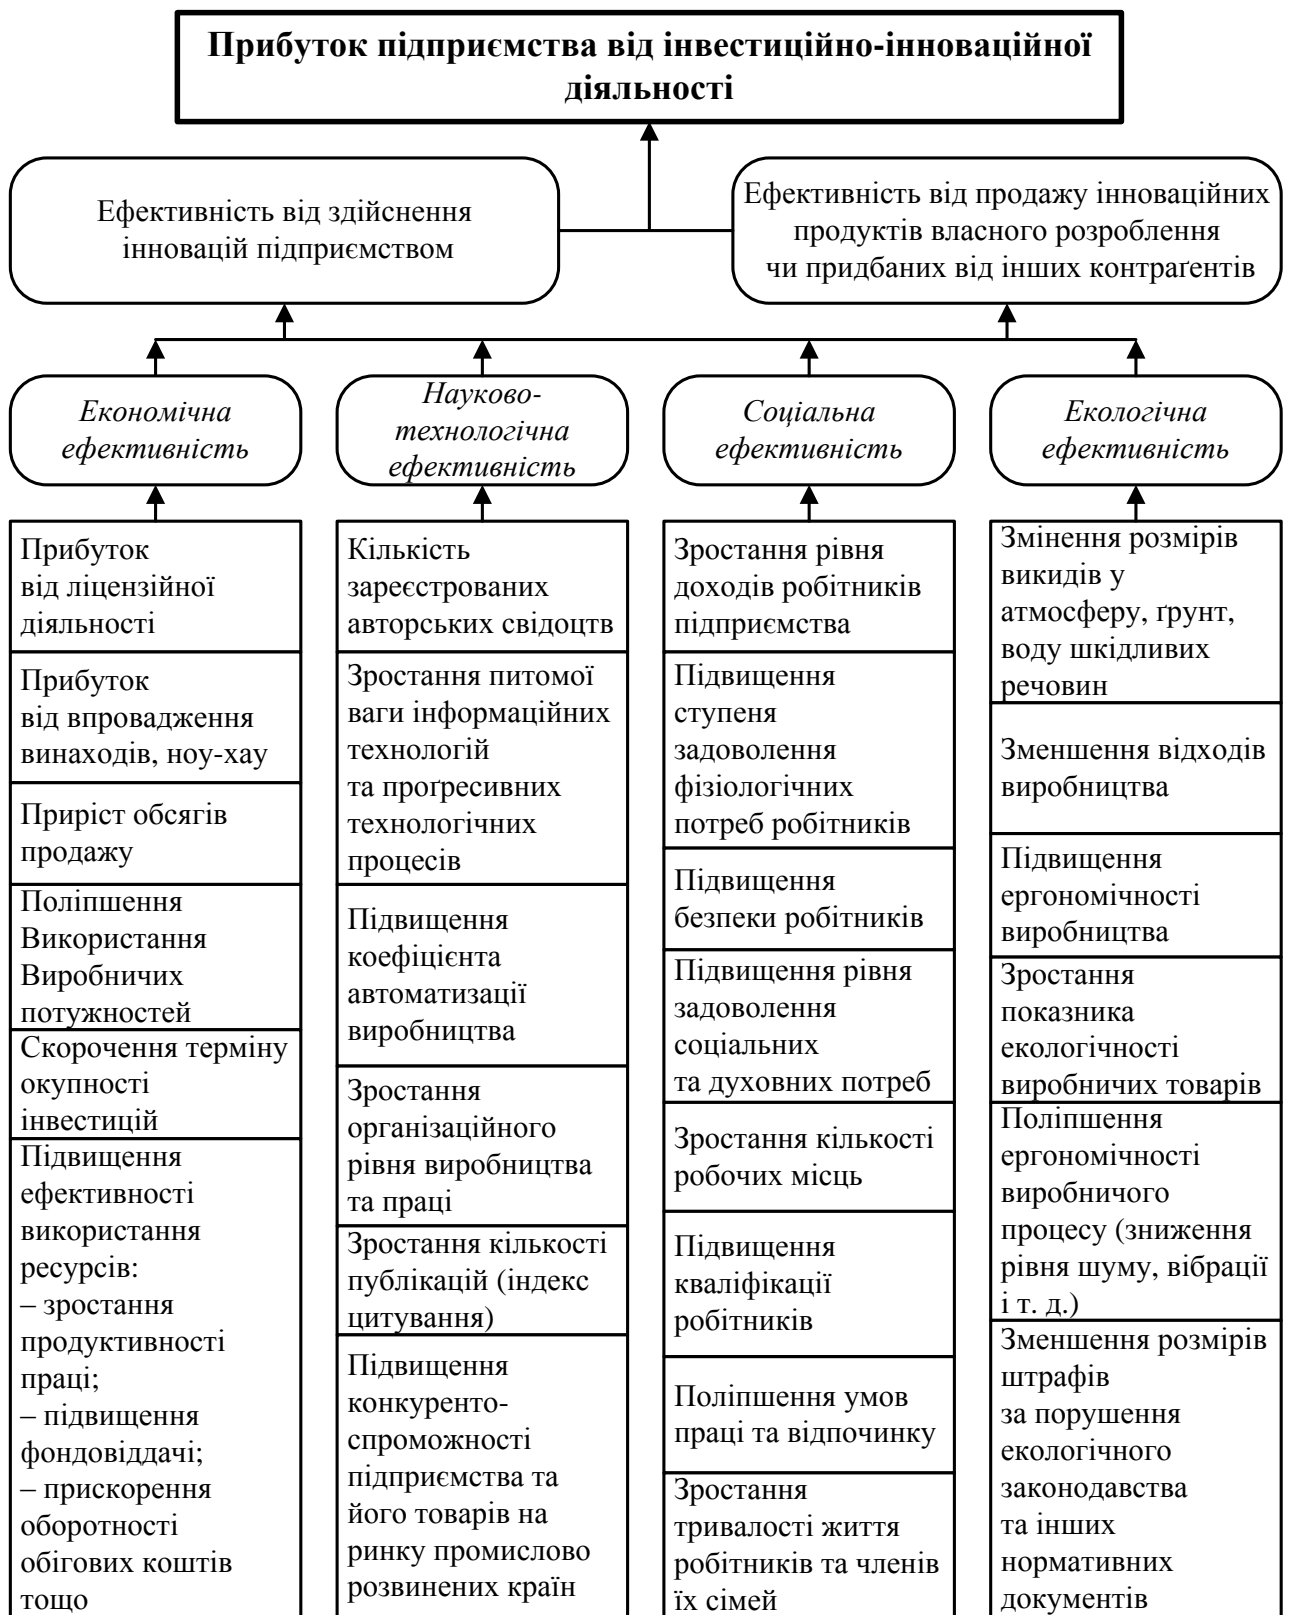 Прибуток підприємства від інвестиційно-інноваційної
діяльності
Ефективність від здійснення
інновацій підприємством
Ефективність від продажу інноваційних
продуктів власного розроблення
чи придбаних від інших контраґентів
Економічна
ефективність
Науково-
технологічна
ефективність
Соціальна
ефективність
Екологічна
ефективність
Прибуток
від ліцензійної
діяльності
Прибуток
від впровадження
винаходів, ноу-хау
Приріст обсягів
продажу
Поліпшення
Використання
Виробничих
потужностей
Скорочення терміну
окупності
інвестицій
Підвищення
ефективності
використання
ресурсів:
– зростання
продуктивності
праці;
– підвищення
фондовіддачі;
– прискорення
оборотності
обігових коштів
тощо
Кількість
зареєстрованих
авторських свідоцтв
Зростання питомої
ваги інформаційних
технологій
та проґресивних
технологічних
процесів
Підвищення
коефіцієнта
автоматизації
виробництва
Зростання
організаційного
рівня виробництва
та праці
Зростання кількості
публікацій (індекс
цитування)
Підвищення
конкуренто-
спроможності
підприємства та
його товарів на
ринку промислово
розвинених країн
Зростання рівня
доходів робітників
підприємства
Підвищення
ступеня
задоволення
фізіологічних
потреб робітників
Підвищення
безпеки робітників
Підвищення рівня
задоволення
соціальних
та духовних потреб
Зростання кількості
робочих місць
Підвищення
кваліфікації
робітників
Поліпшення умов
праці та відпочинку
Зростання
тривалості життя
робітників та членів
їх сімей
Змінення розмірів
викидів у
атмосферу, ґрунт,
воду шкідливих
речовин
Зменшення відходів
виробництва
Підвищення
ергономічності
виробництва
Зростання
показника
екологічності
виробничих товарів
Поліпшення
ергономічності
виробничого
процесу (зниження
рівня шуму, вібрації
і т. д.)
Зменшення розмірів
штрафів
за порушення
екологічного
законодавства
та інших
нормативних
документів